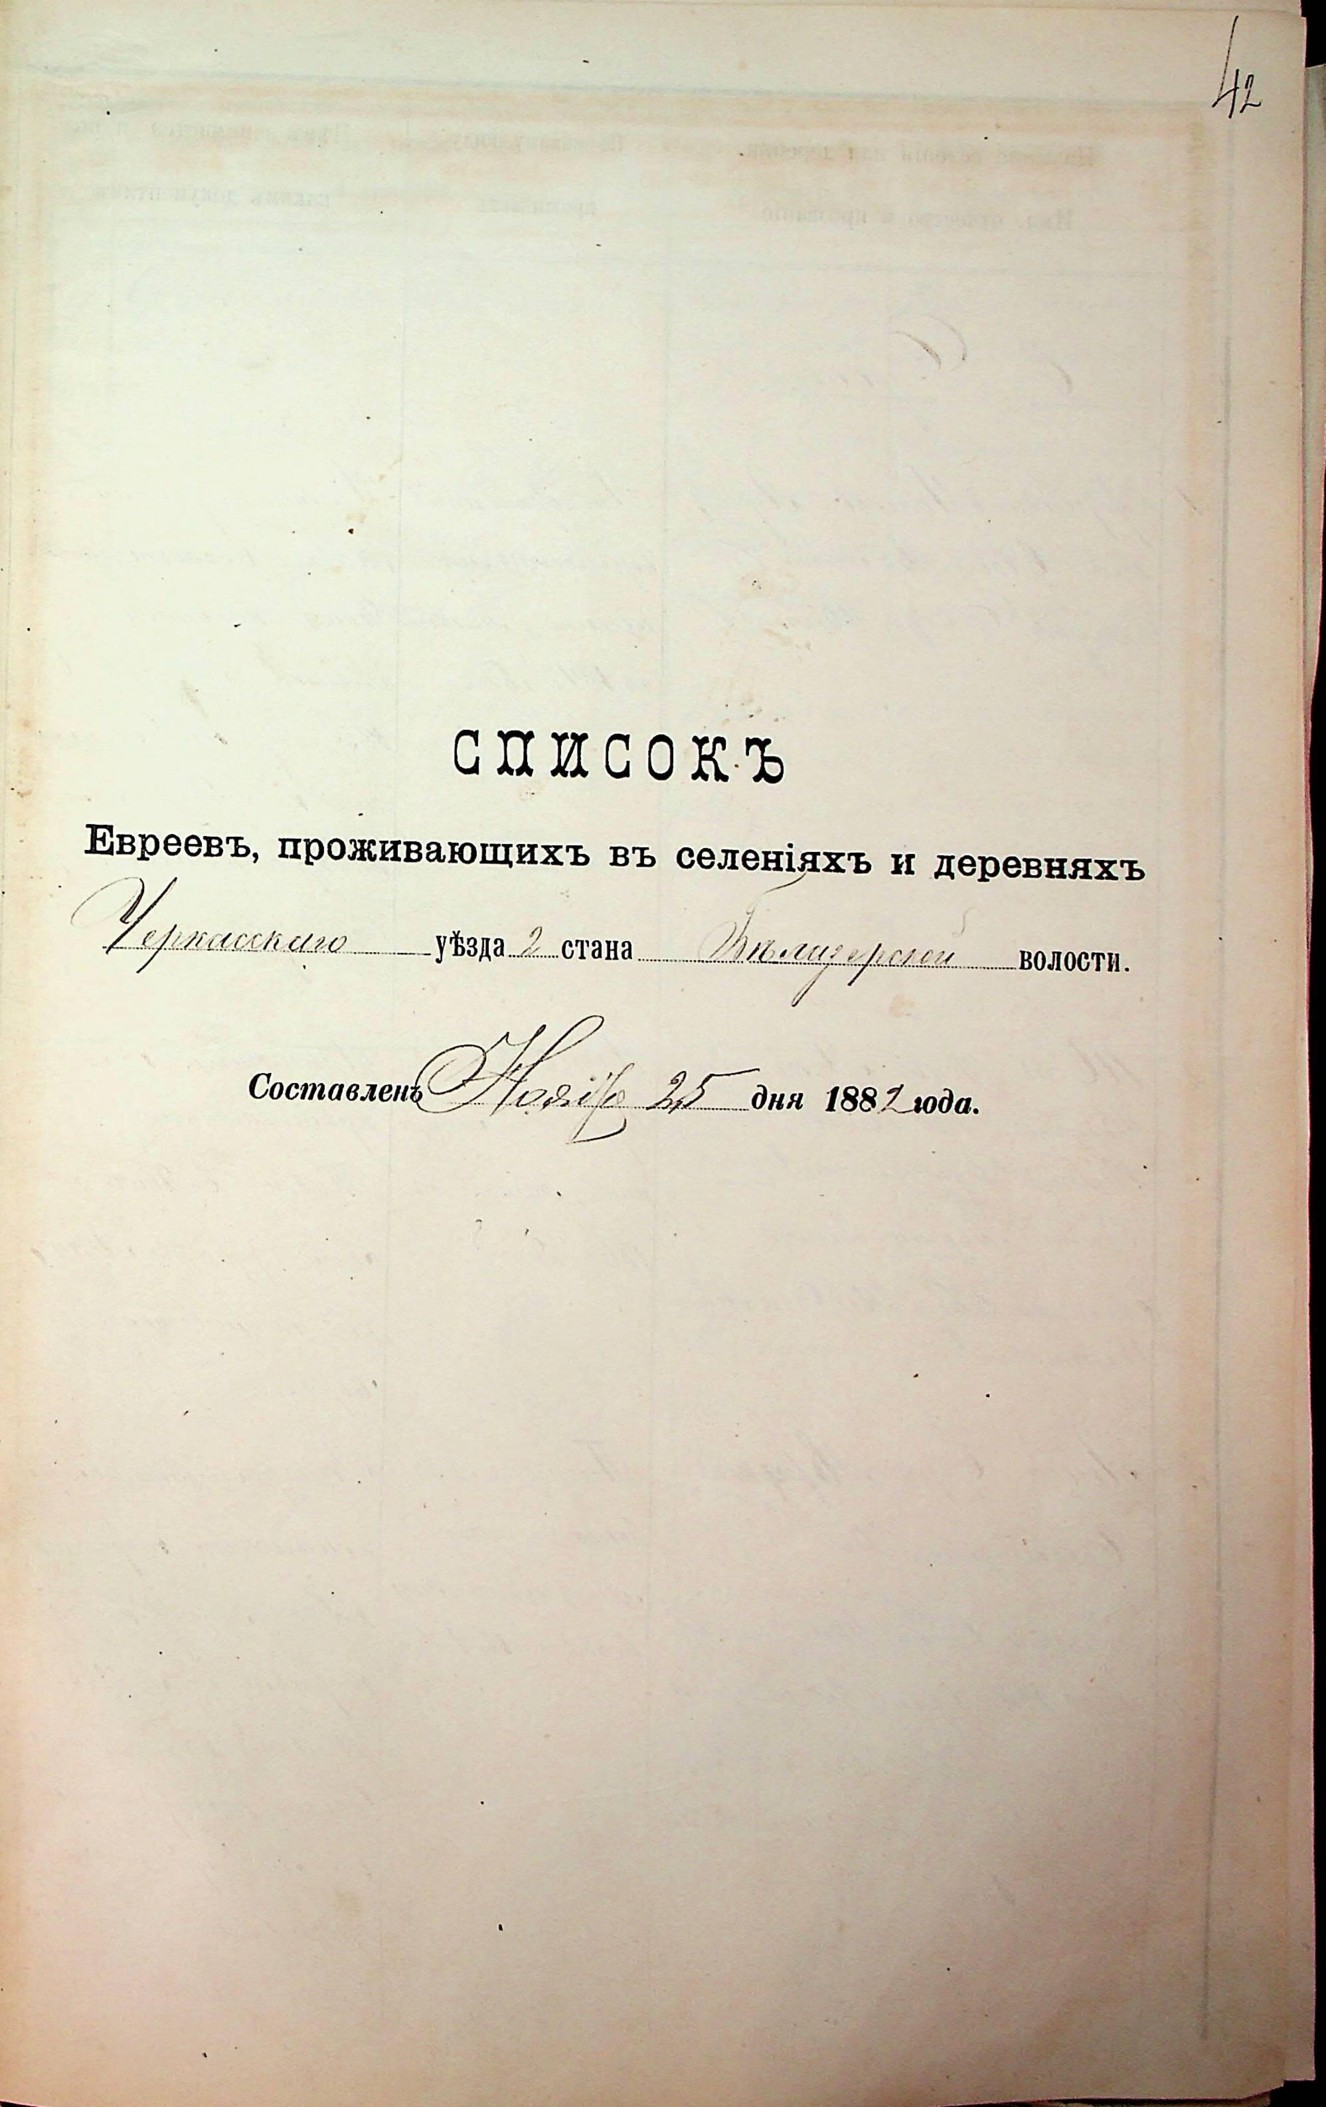 42
СПИСОКЪ
Евреевъ, проживающихъ въ селеніяхъ и деревняхъ
Черкасскаго уѣзда 2 стана Бѣлозерской волости.
Составленъ Ноября 25 дня 1882 года.